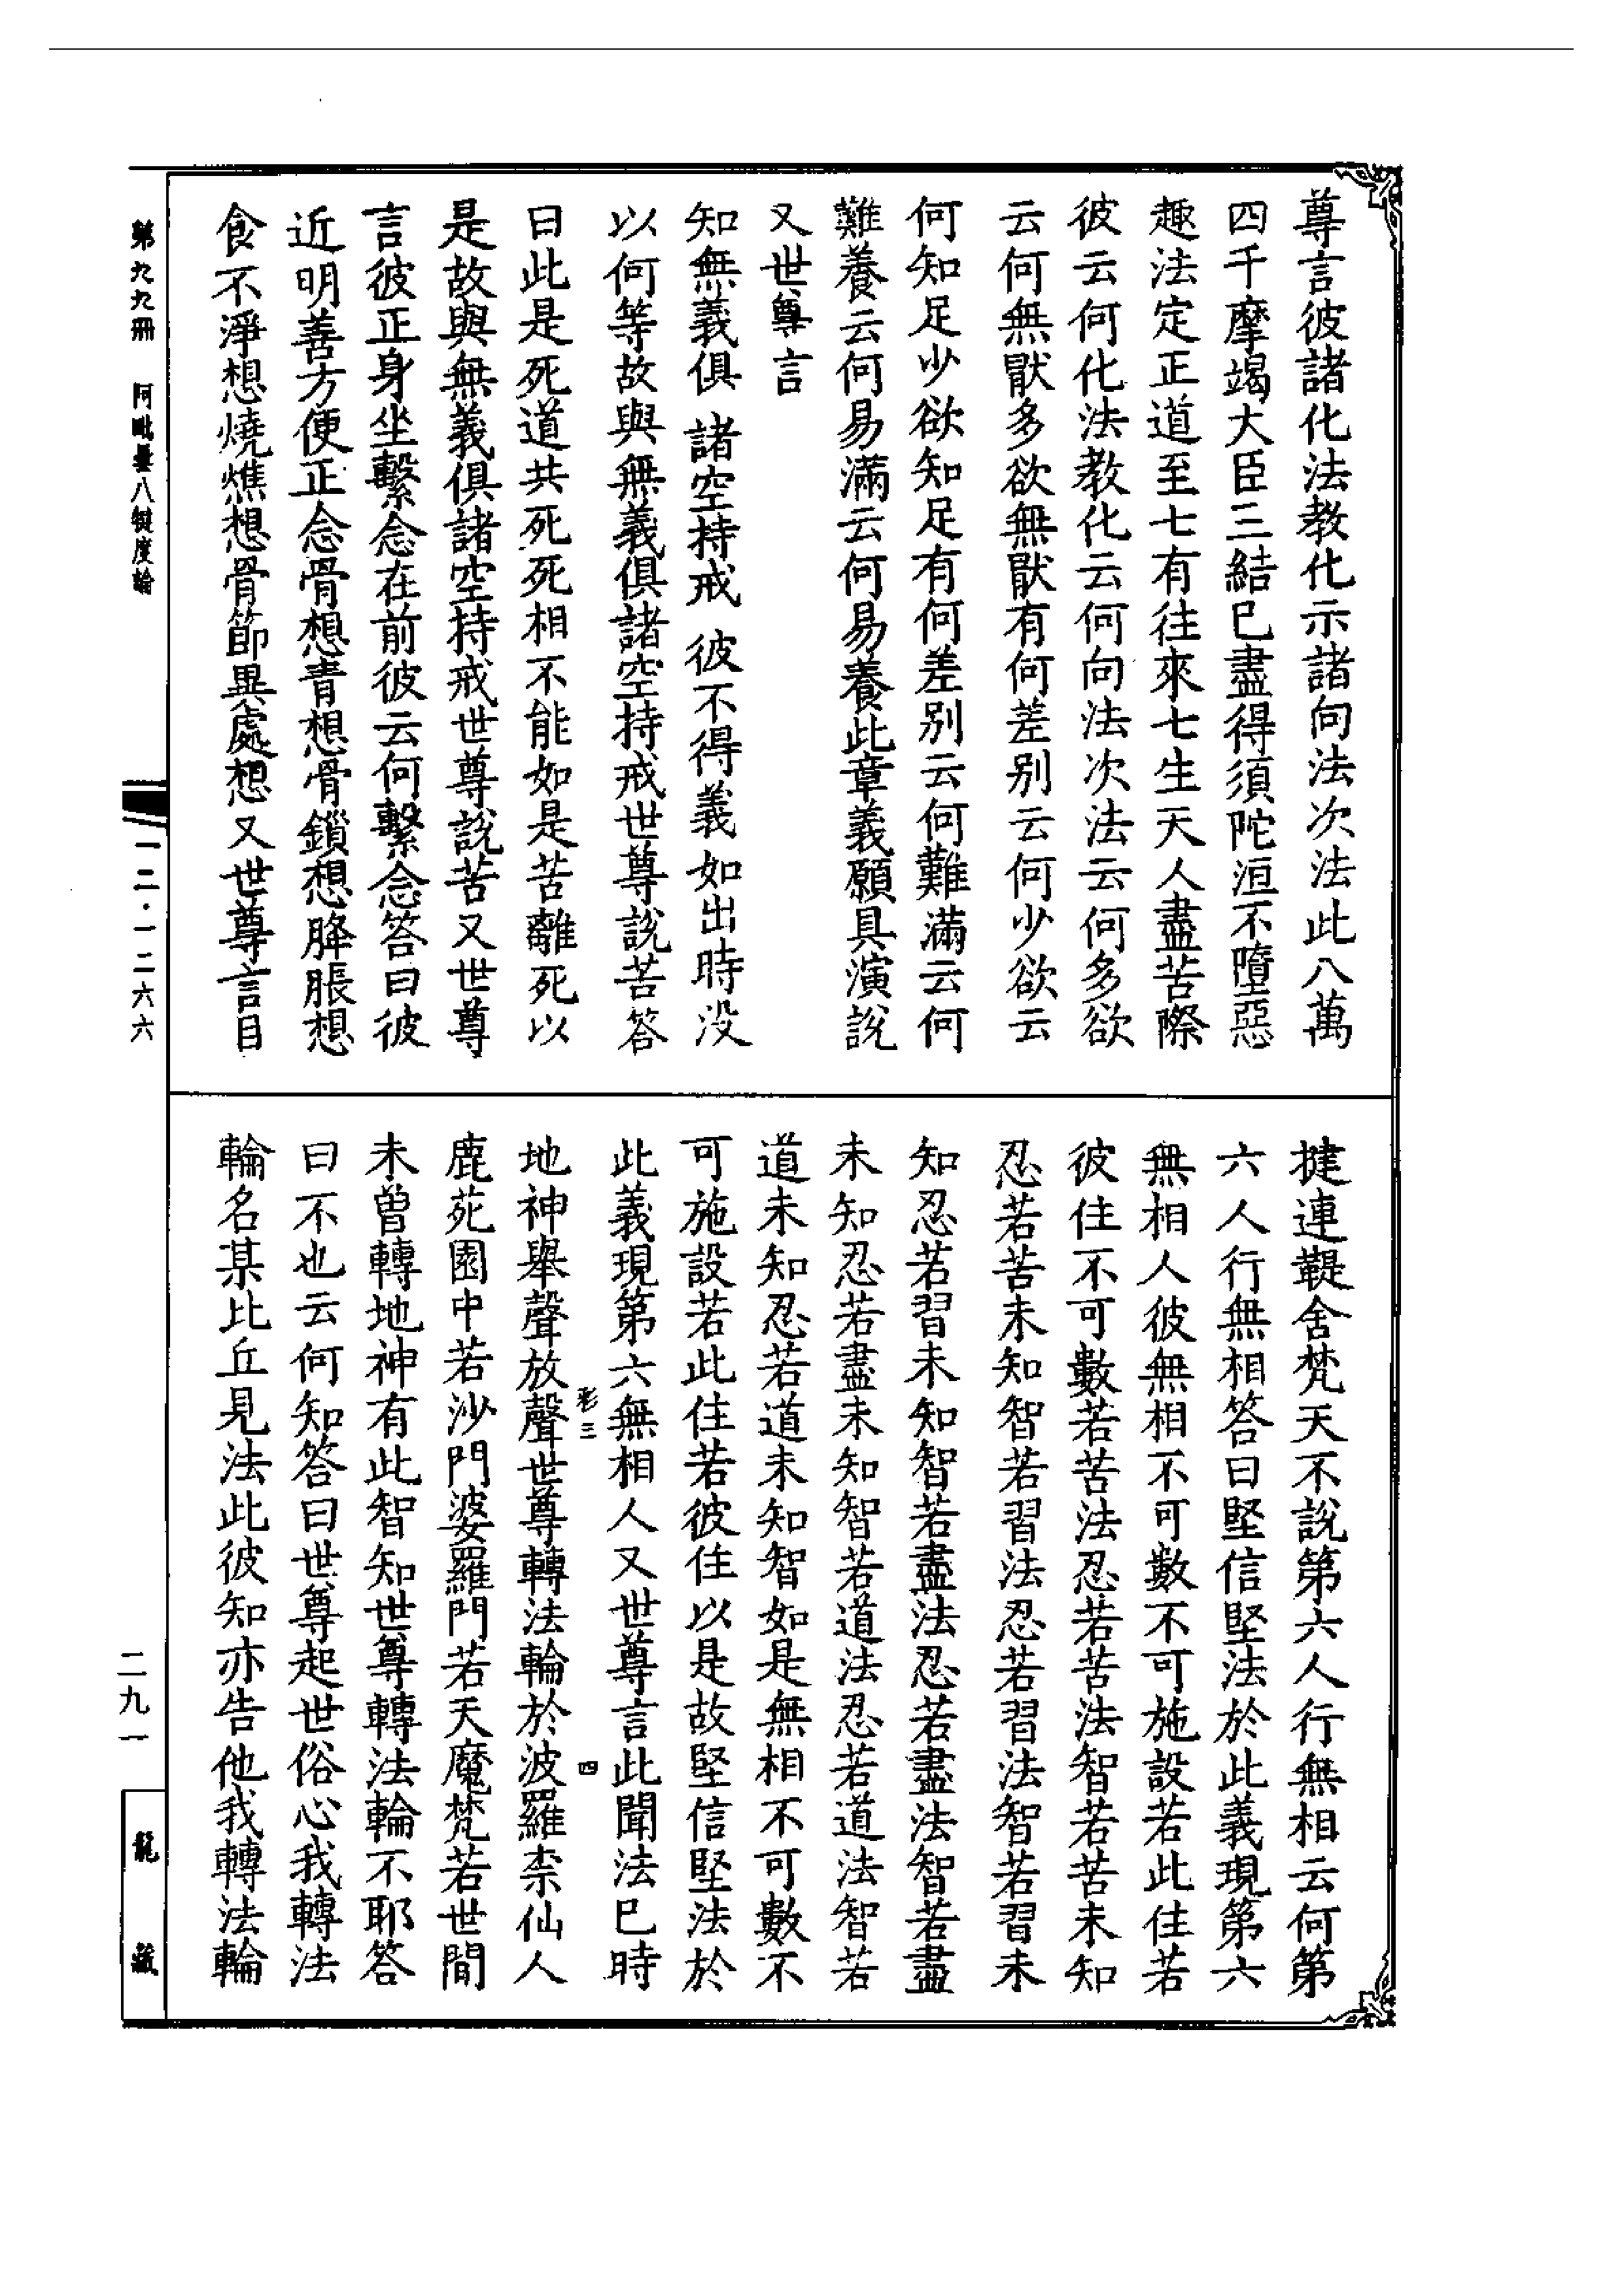 尊言彼諸化法教化示諸向法次法此八萬
四千摩竭大臣三結巳盡得須陀洹不墮惡
趣法定正道至七有往來七生天人盡苦際
彼云何化法教化云何向法次法云何多欲
云何無猒多欲無猒有何差别云何少欲云
何知足少欲知足有何差别云何難滿云何
難養云何易滿云何易養此章義願具演說
又世尊言
知無義俱 諸空持戒 彼不得義 如出時没
以何等故與無義俱諸空持戒世尊說苦答
曰此是死道共死死相不能如是苦離死以
是故與無義俱諸空持戒世尊說苦又世尊
言彼正身坐繫念在前彼云何繫念答曰彼
近明善方便正念骨想青想骨鎖想胮脹想
食不淨想燒燋想骨節異處想又世尊言目
揵連鞮舍梵天不說第六人行無相云何第
六人行無相答曰堅信堅法於此義現第六
無相人彼無相不可數不可施設若此住若
彼住不可數若苦法忍若苦法智若苦未知
忍若苦未知智若習法忍若習法智若習未
知忍若習未知智若盡法忍若盡法智若盡
未知忍若盡未知智若道法忍若道法智若
道未知忍若道未知智如是無相不可數不
可施設若此住若彼住以是故堅信堅法於
此義現第六無相人又世尊言此聞法巳時
彩三 四
地神舉聲放聲世尊轉法輪於波羅柰仙人
鹿苑園中若沙門婆羅門若天魔梵若世間
未曾轉地神有此智知世尊轉法輪不耶答
曰不也云何知答曰世尊起世俗心我轉法
輪名某比丘見法此彼知亦告他我轉法輪
第九九冊 阿毗曇八犍度論
一二·一二六六
二九一
龍藏